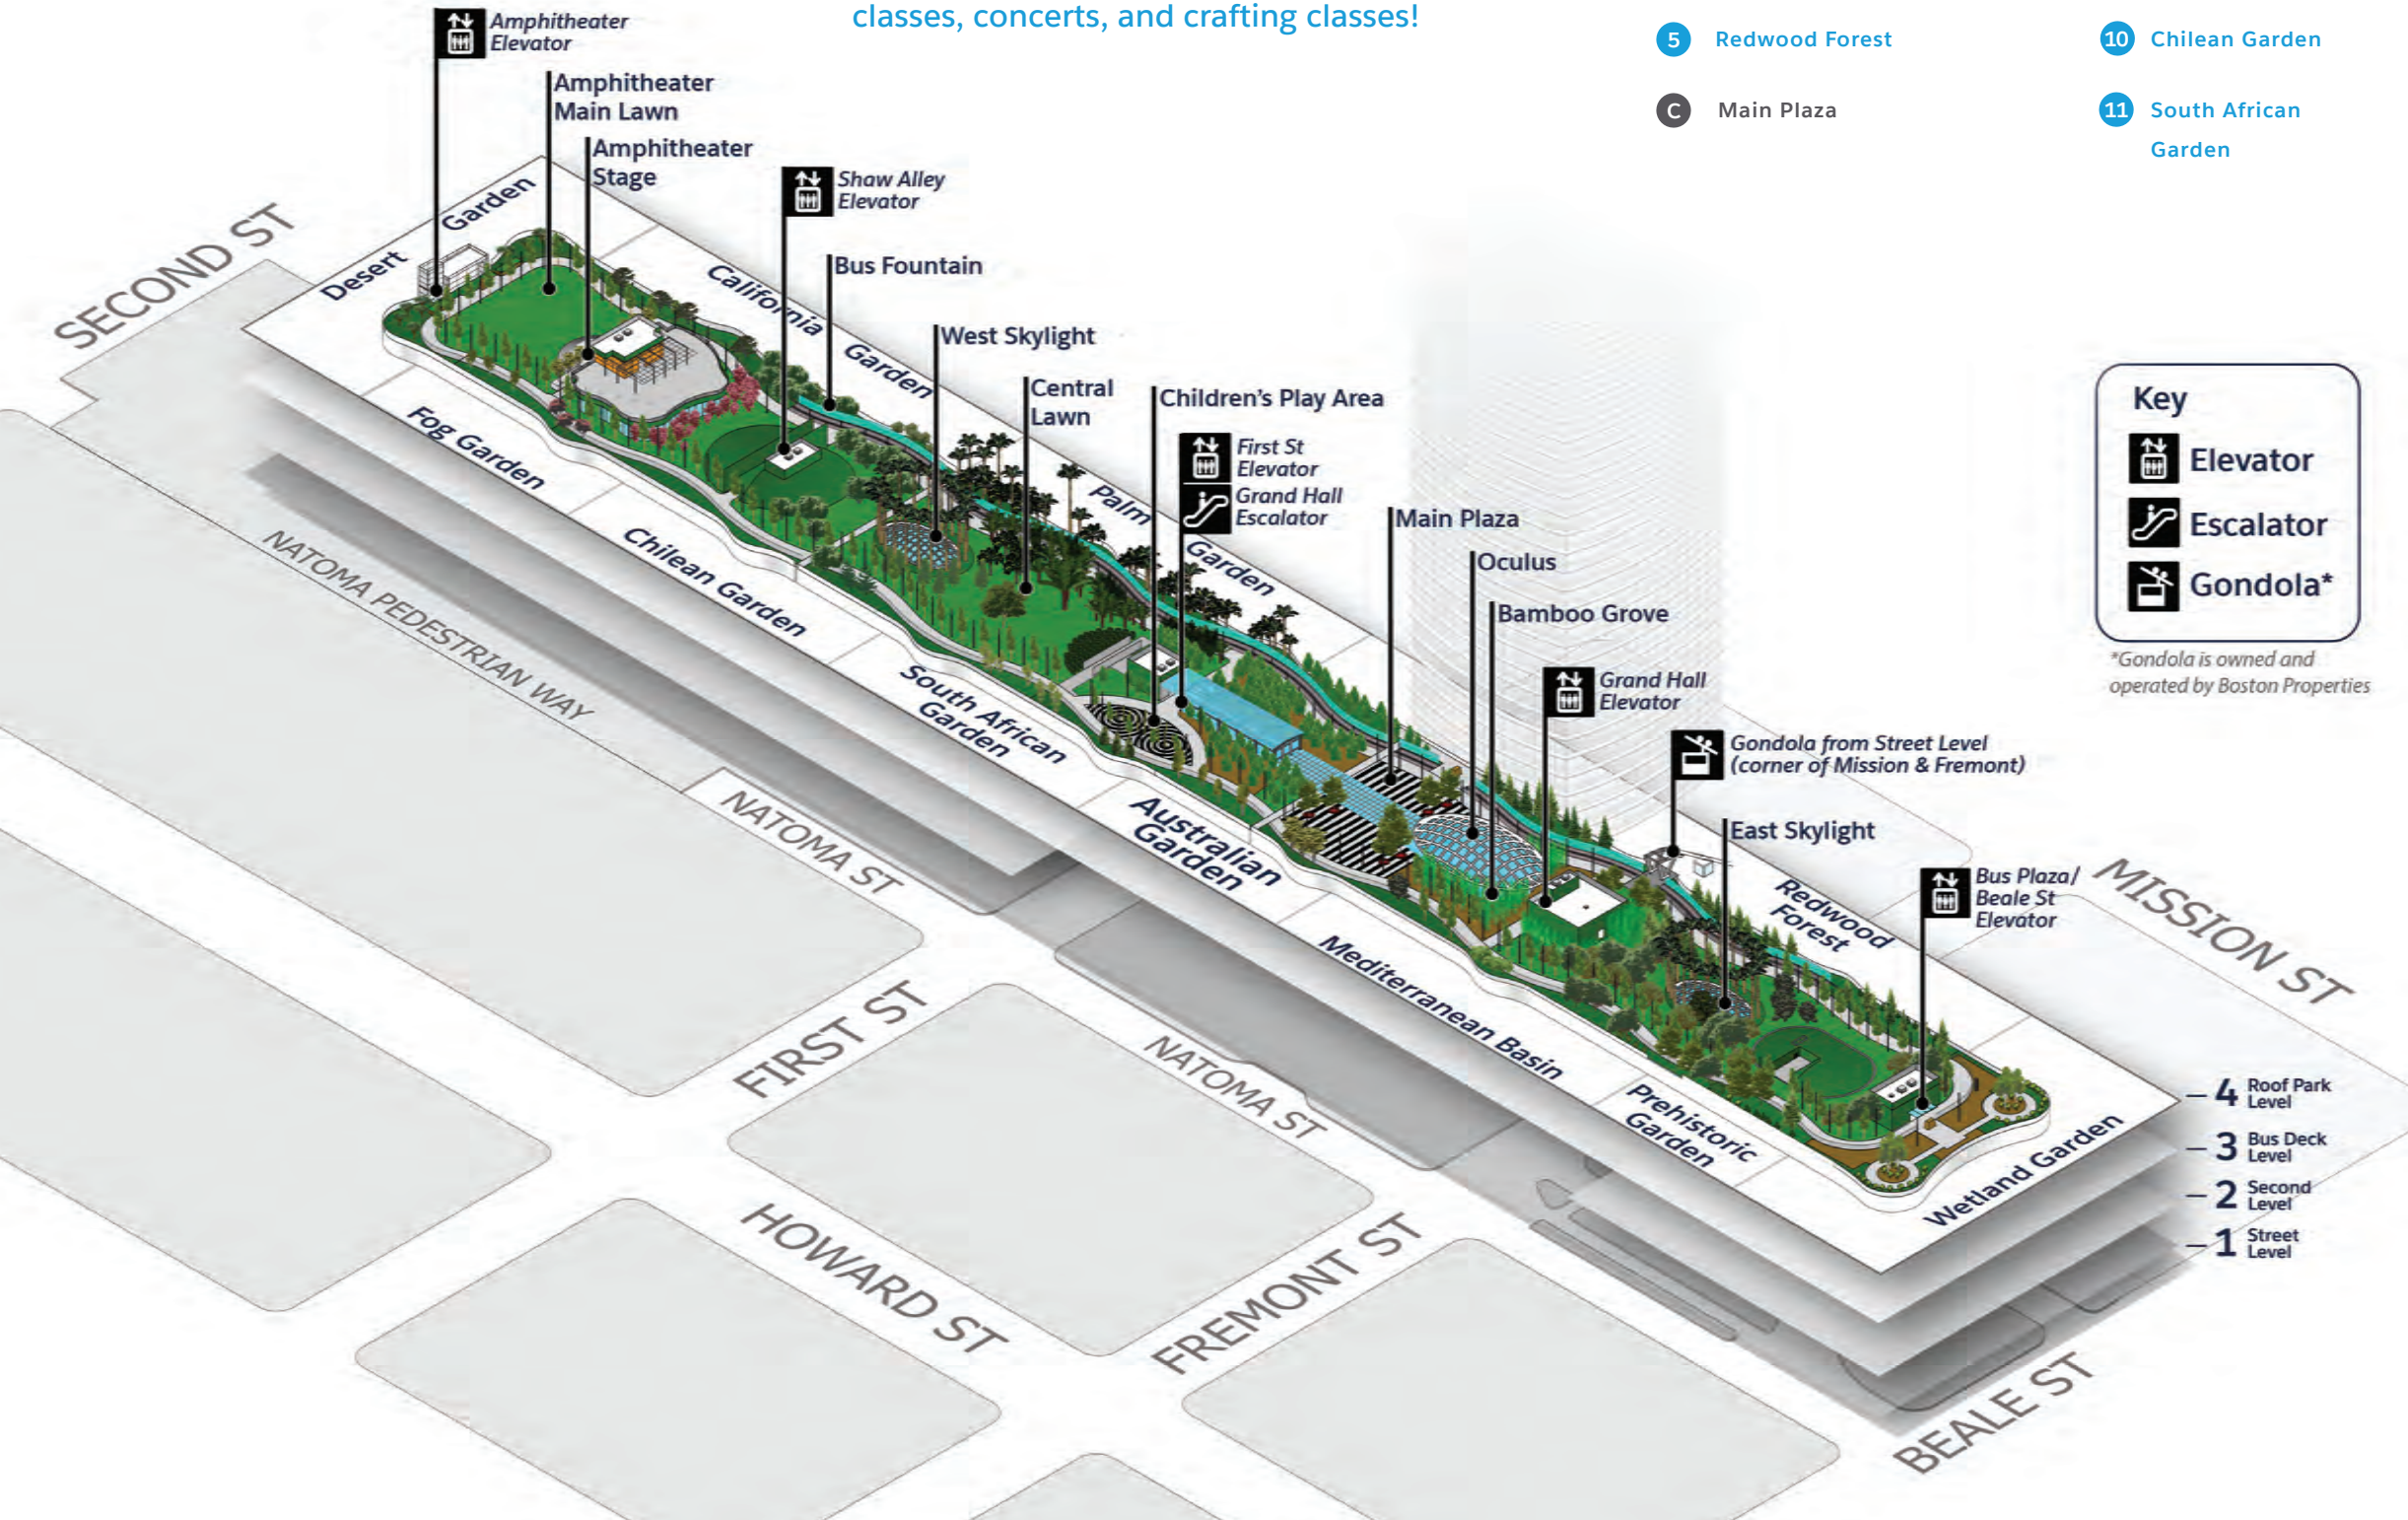 classes, concerts, and crafting classes!
5 Redwood Forest
10 Chilean Garden
C Main Plaza
11 South African
Garden
Amphitheater
Elevator
Amphitheater
Main Lawn
Amphitheater
Stage
Shaw Alley
Elevator
Bus Fountain
West Skylight
Central
Lawn
Children's Play Area
First St
Elevator
Grand Hall
Escalator
Main Plaza
Oculus
Bamboo Grove
Grand Hall
Elevator
Gondola from Street Level
(corner of Mission & Fremont)
East Skylight
Bus Plaza/
Beale St
Elevator
Key
Elevator
Escalator
Gondola*
*Gondola is owned and
operated by Boston Properties
Desert Garden
California Garden
Palm Garden
Redwood
Forest
Fog Garden
Chilean Garden
South African
Garden
Australian
Garden
Mediterranean Basin
Prehistoric
Garden
Wetland Garden
SECOND ST
NATOMA PEDESTRIAN WAY
NATOMA ST
FIRST ST
NATOMA ST
HOWARD ST
FREMONT ST
MISSION ST
BEALE ST
4 Roof Park
Level
3 Bus Deck
Level
2 Second
Level
1 Street
Level